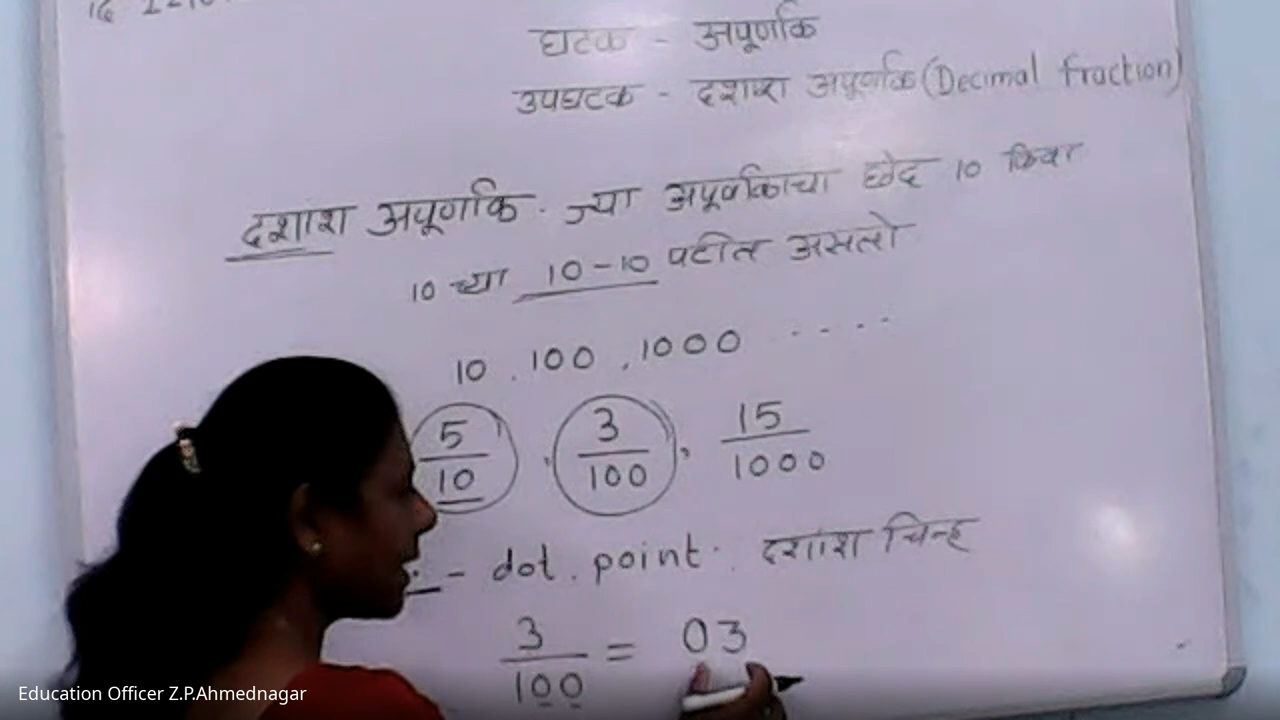 घटक - अपूर्णांक
उपघटक - दशांश अपूर्णांक (Decimal fraction)
दशांश अपूर्णांक - ज्या अपूर्णांकाचा छेद 10 किंवा
10 च्या 10-10 पटीत असतो
10 , 100 , 1000 ....
5/10 , 3/100 , 15/1000
. - dot . point . दशांश चिन्ह
3/100 = 03
Education Officer Z.P.Ahmednagar